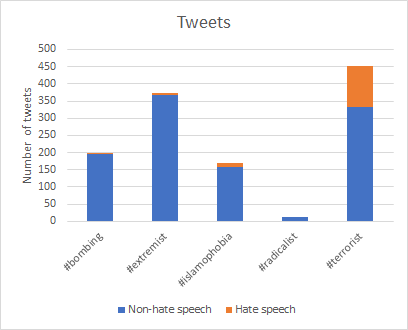 Tweets
Number of tweets
500
450
400
350
300
250
200
150
100
50
0
#bombing
#extremist
#islamophobia
#radicalist
#terrorist
Non-hate speech
Hate speech